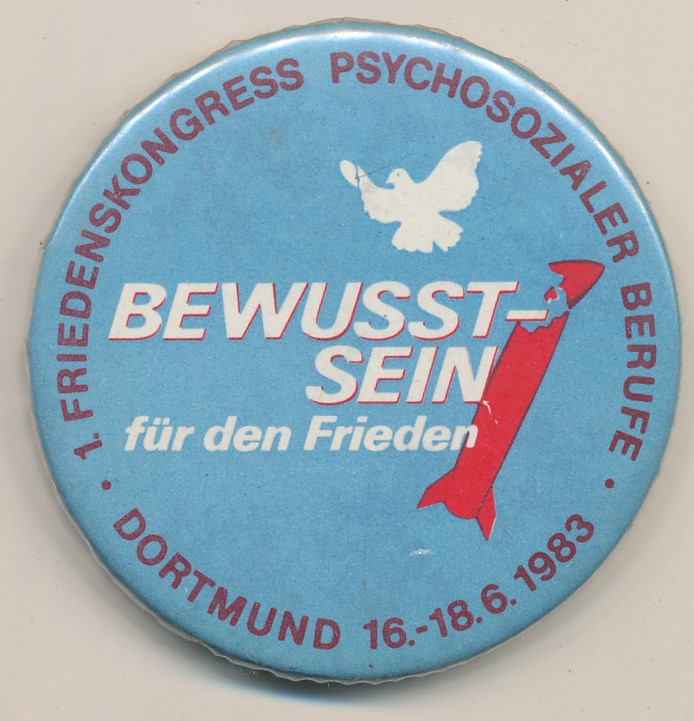 1. FRIEDENSKONGRESS PSYCHOSOZIALER BERUFE
BEWUSST-
SEIN
für den Frieden
• DORTMUND 16.-18.6.1983 •